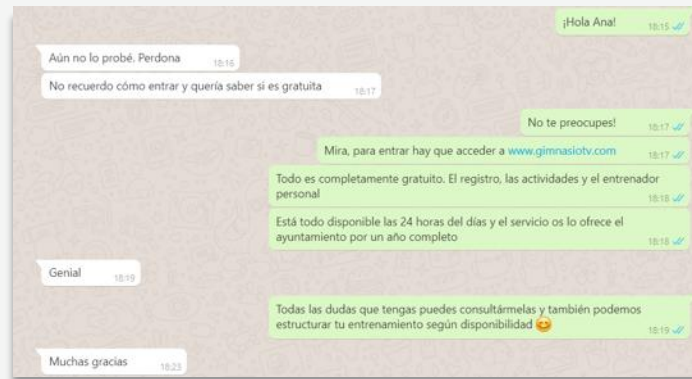 ¡Hola Ana!
18:15
Aún no lo probé. Perdona
18:16
No recuerdo cómo entrar y quería saber si es gratuita
18:17
No te preocupes!
18:17
Mira, para entrar hay que acceder a www.gimnasiotv.com
18:17
Todo es completamente gratuito. El registro, las actividades y el entrenador
personal
18:18
Está todo disponible las 24 horas del días y el servicio os lo ofrece el
ayuntamiento por un año completo
18:18
Genial
18:19
Todas las dudas que tengas puedes consultármelas y también podemos
estructurar tu entrenamiento según disponibilidad 😊
18:19
Muchas gracias
18:23